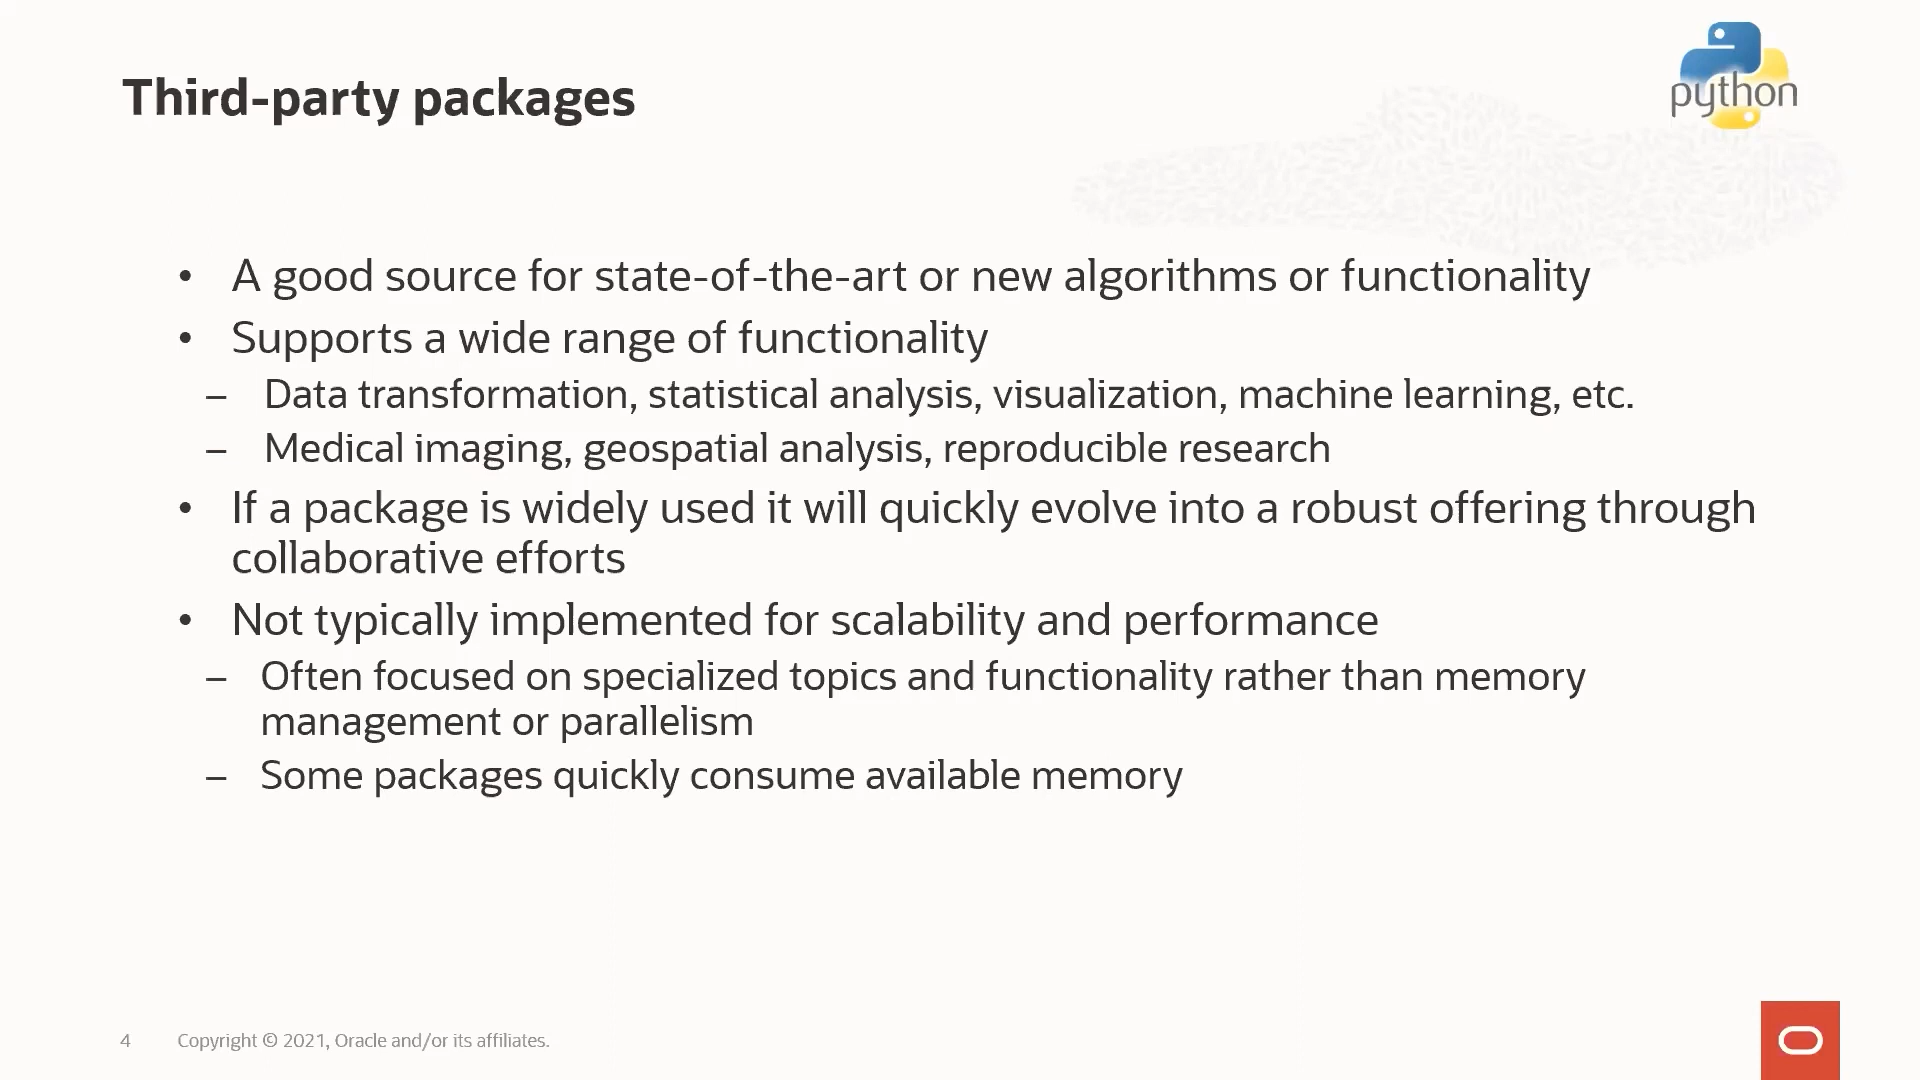 Third-party packages
python
• A good source for state-of-the-art or new algorithms or functionality
• Supports a wide range of functionality
– Data transformation, statistical analysis, visualization, machine learning, etc.
– Medical imaging, geospatial analysis, reproducible research
• If a package is widely used it will quickly evolve into a robust offering through
collaborative efforts
• Not typically implemented for scalability and performance
– Often focused on specialized topics and functionality rather than memory
management or parallelism
– Some packages quickly consume available memory
4 Copyright © 2021, Oracle and/or its affiliates.